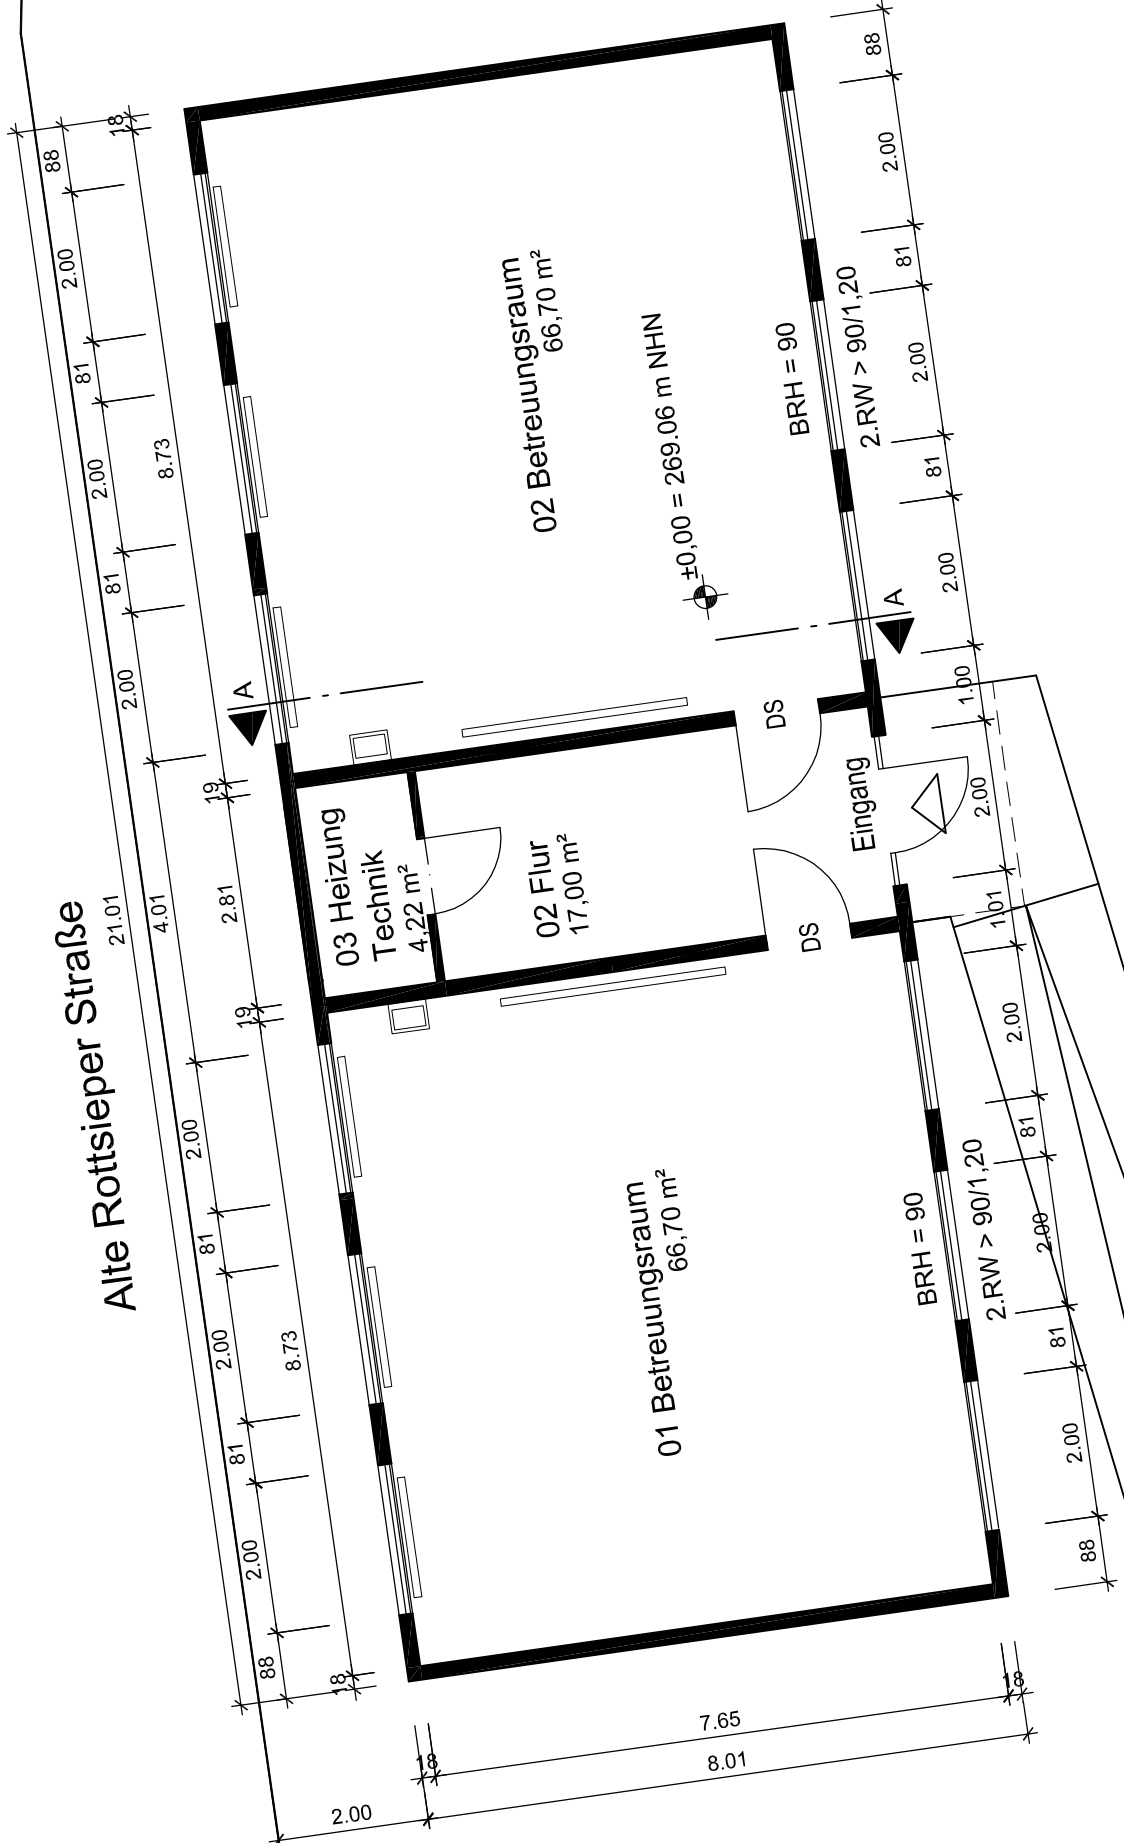 Alte Rottsieper Straße
21.01
88
2.00
81
2.00
81
2.00
4.01
2.00
81
2.00
81
2.00
88
18
8.73
19
2.81
19
8.73
18
02 Betreuungsraum
66,70 m²
±0,00 = 269.06 m NHN
BRH = 90
2.RW > 90/1,20
A
A
03 Heizung
Technik
4,22 m²
02 Flur
17,00 m²
DS
DS
Eingang
01 Betreuungsraum
66,70 m²
BRH = 90
2.RW > 90/1,20
88
2.00
81
2.00
81
2.00
1.00
2.00
1.01
2.00
81
2.00
81
2.00
88
18
7.65
18
2.00
8.01